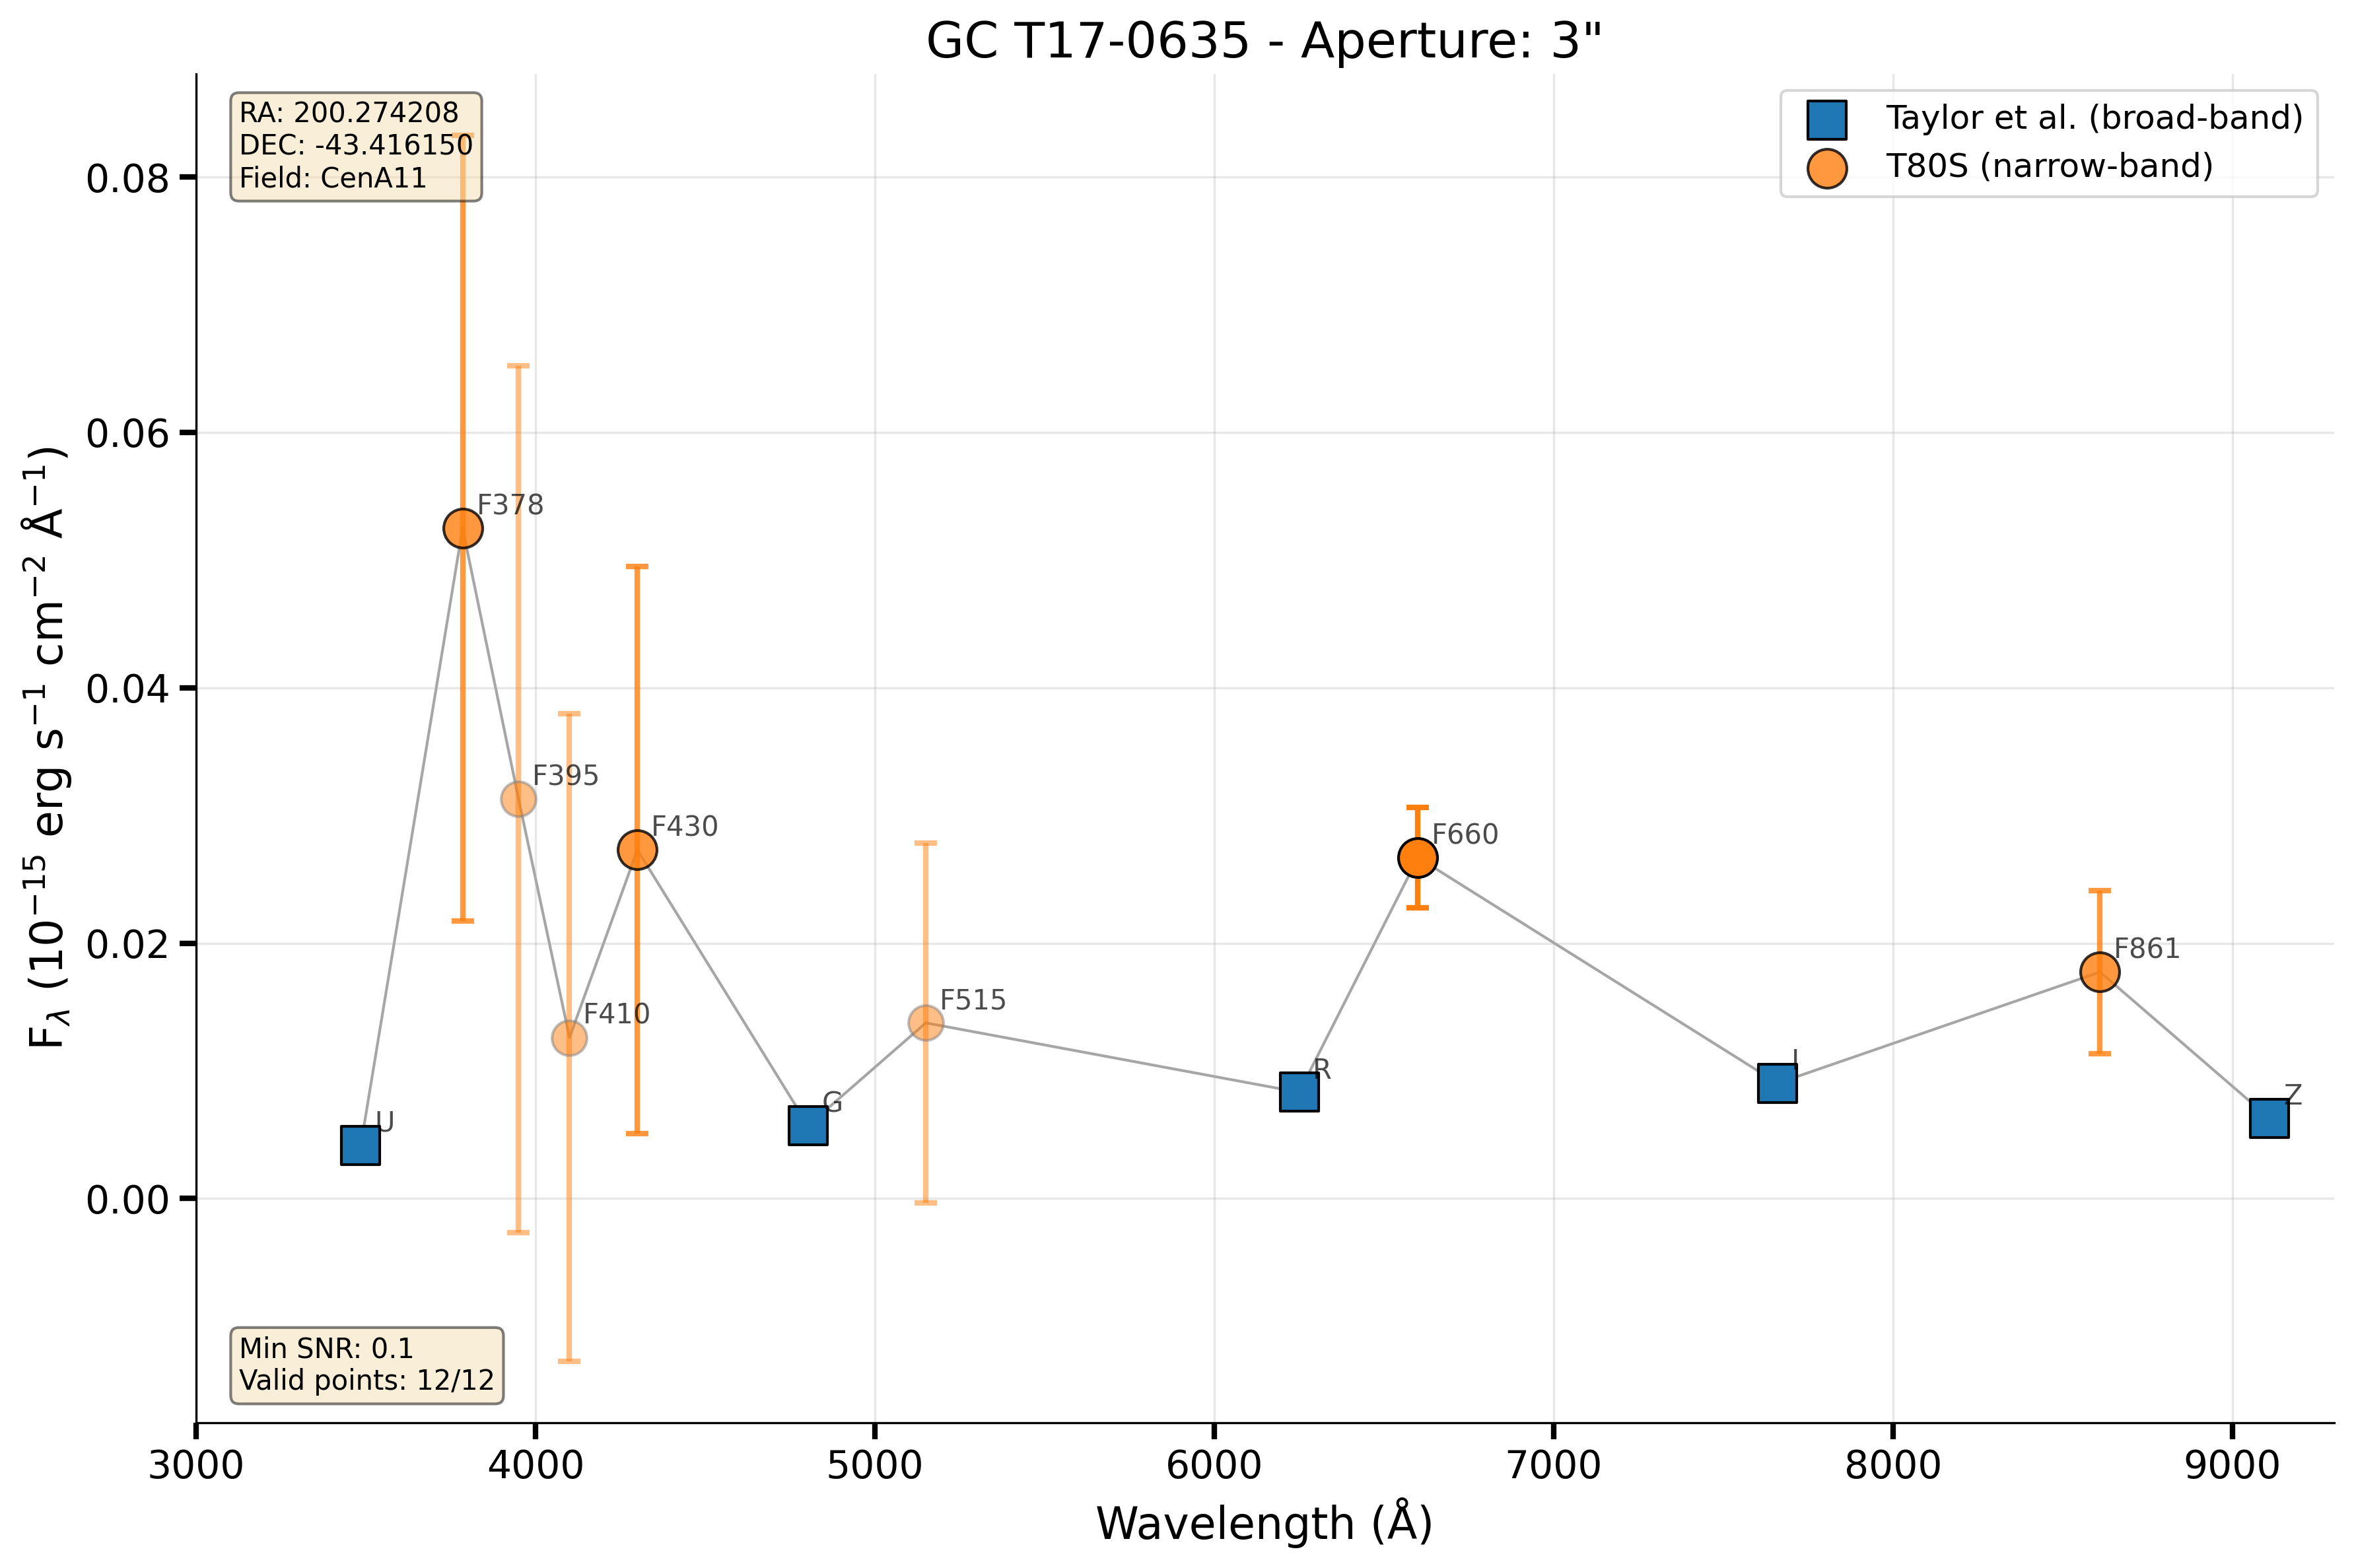 GC T17-0635 - Aperture: 3"
RA: 200.274208
DEC: -43.416150
Field: CenA11
Taylor et al. (broad-band)
T80S (narrow-band)
0.08
0.06
0.04
0.02
0.00
F_λ (10⁻¹⁵ erg s⁻¹ cm⁻² Å⁻¹)
F378
F395
F430
F660
F861
F515
F410
I
R
Z
G
U
Min SNR: 0.1
Valid points: 12/12
3000 4000 5000 6000 7000 8000 9000
Wavelength (Å)